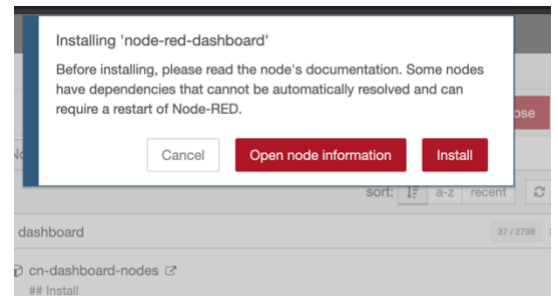 Installing 'node-red-dashboard'
Before installing, please read the node's documentation. Some nodes
have dependencies that cannot be automatically resolved and can
require a restart of Node-RED.
Cancel
Open node information
Install
sort:
a-z
recent
dashboard
37 / 2798
cn-dashboard-nodes
## Install